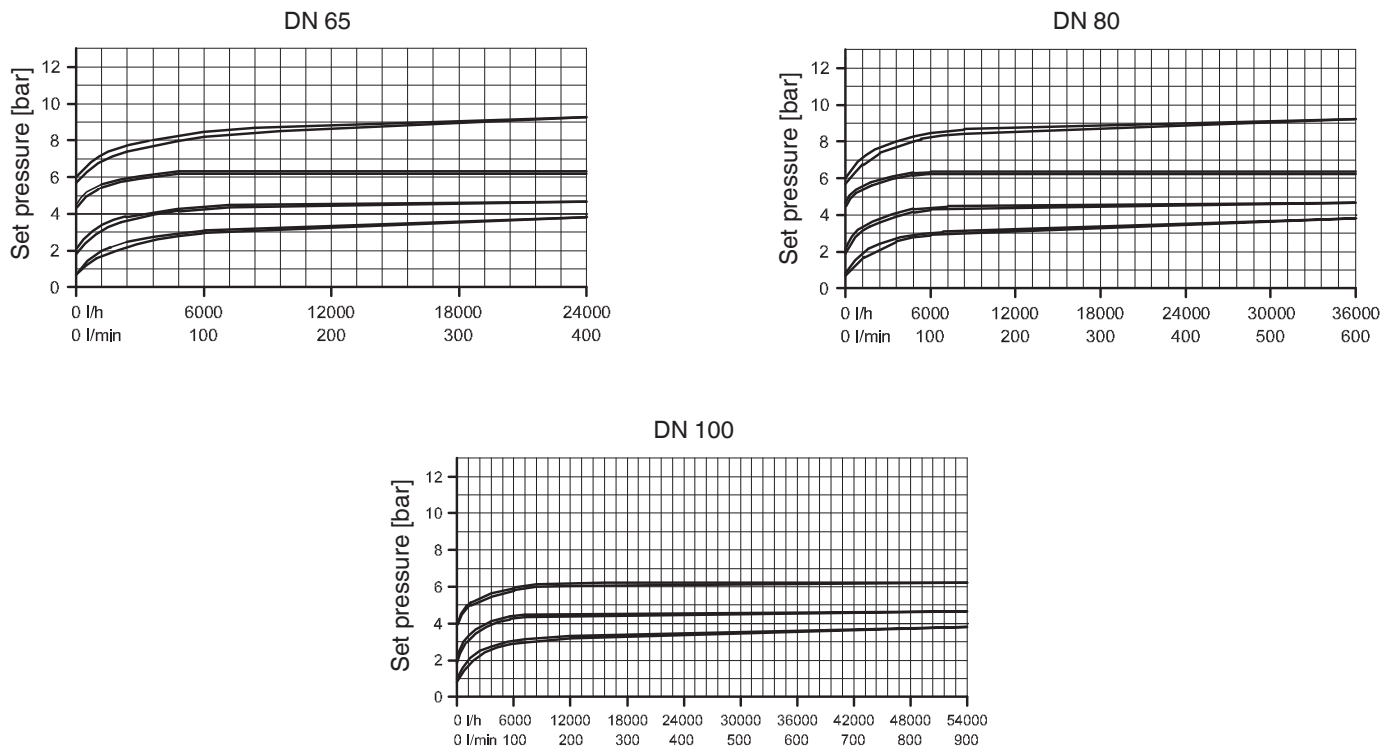 DN 65
Set pressure [bar]
12
10
8
6
4
2
0
0 l/h 6000 12000 18000 24000
0 l/min 100 200 300 400
DN 80
Set pressure [bar]
12
10
8
6
4
2
0
0 l/h 6000 12000 18000 24000 30000 36000
0 l/min 100 200 300 400 500 600
DN 100
Set pressure [bar]
12
10
8
6
4
2
0
0 l/h 6000 12000 18000 24000 30000 36000 42000 48000 54000
0 l/min 100 200 300 400 500 600 700 800 900